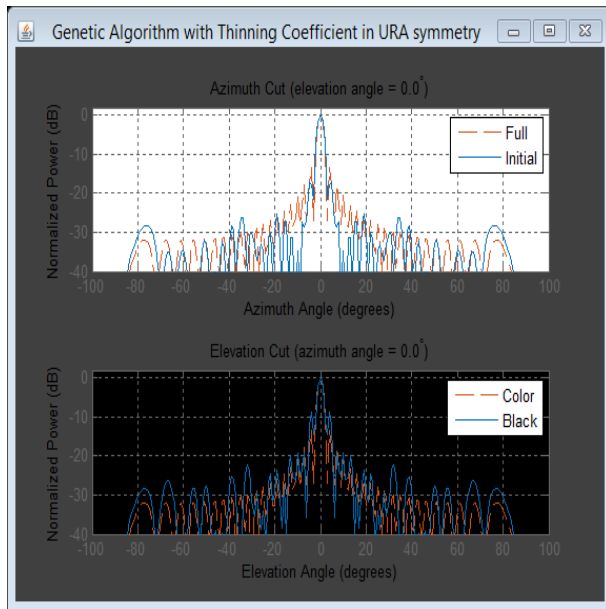 Genetic Algorithm with Thinning Coefficient in URA symmetry
Azimuth Cut (elevation angle = 0.0°)
Normalized Power (dB)
0
-10
-20
-30
-40
Full
Initial
-100 -80 -60 -40 -20 0 20 40 60 80 100
Azimuth Angle (degrees)
Elevation Cut (azimuth angle = 0.0°)
Normalized Power (dB)
0
-10
-20
-30
-40
Color
Black
-100 -80 -60 -40 -20 0 20 40 60 80 100
Elevation Angle (degrees)